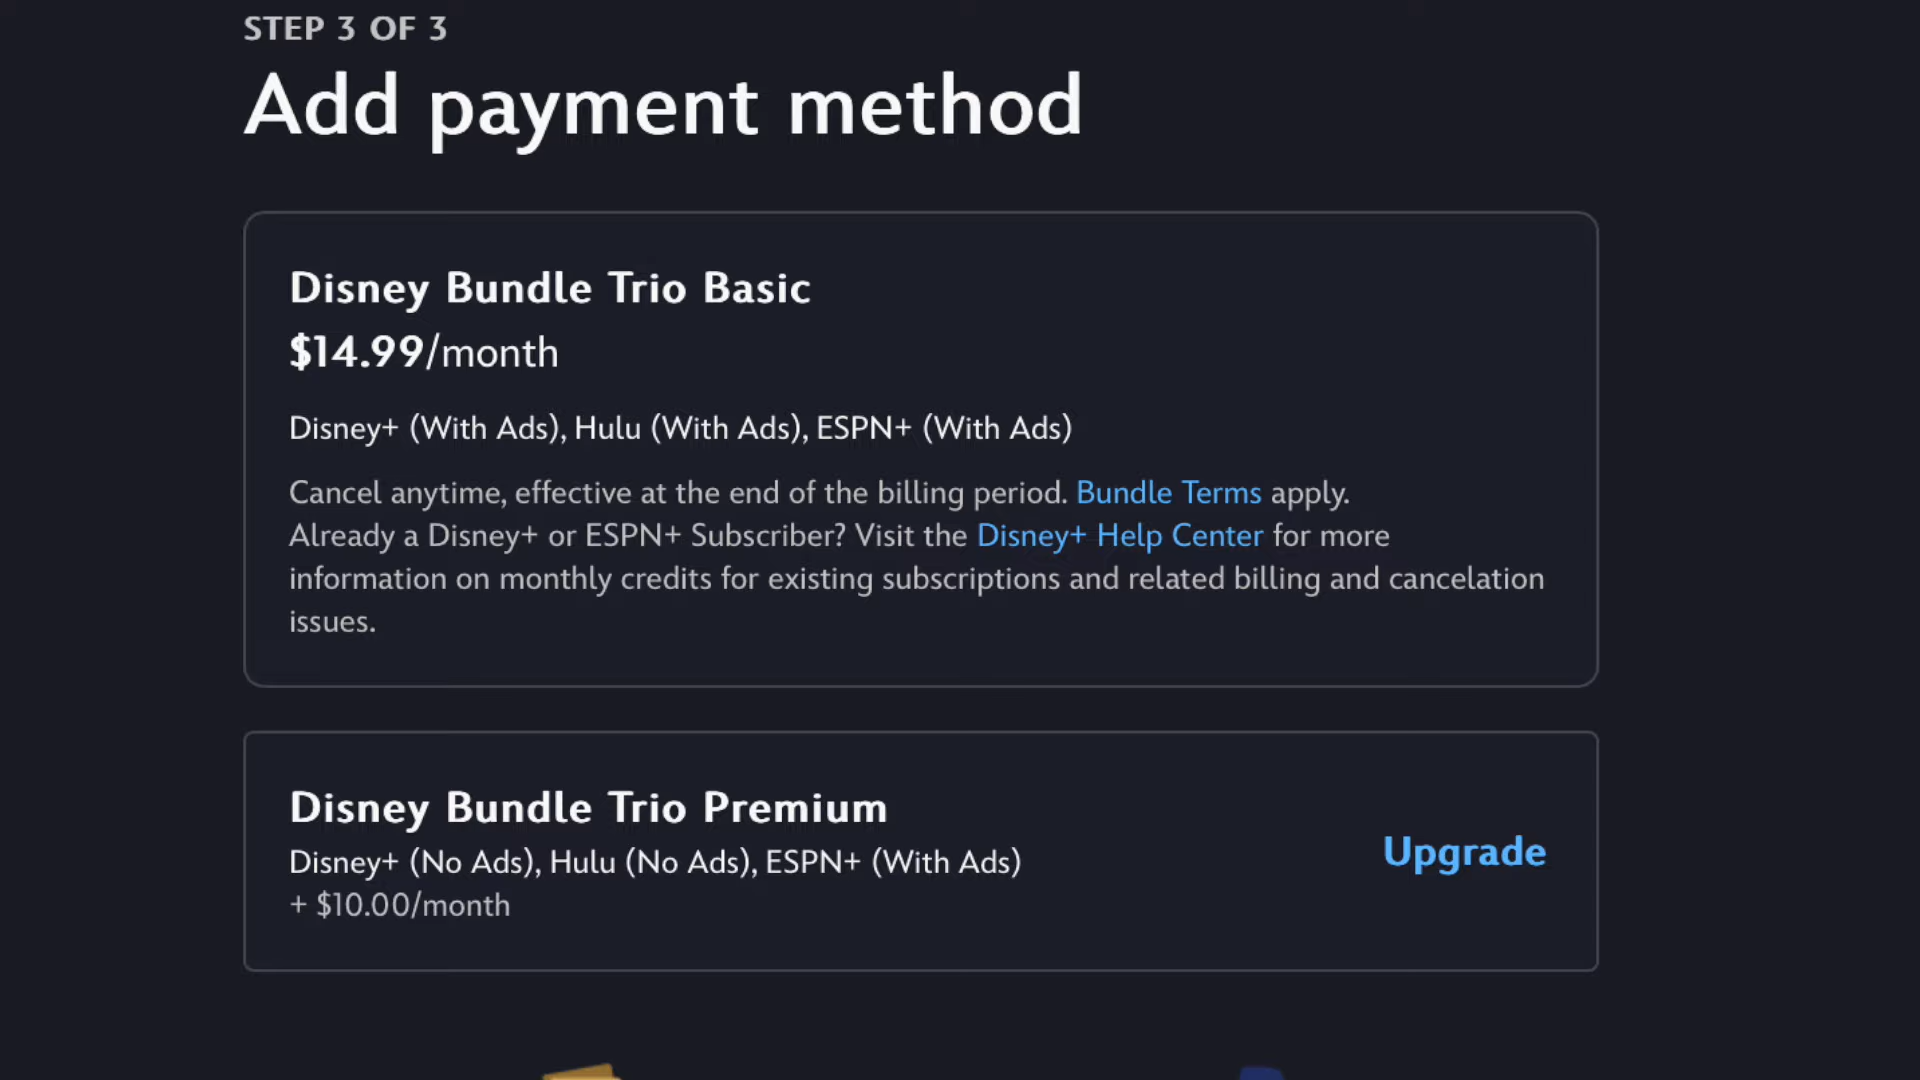 STEP 3 OF 3
Add payment method
Disney Bundle Trio Basic
$14.99/month
Disney+ (With Ads), Hulu (With Ads), ESPN+ (With Ads)
Cancel anytime, effective at the end of the billing period. Bundle Terms apply.
Already a Disney+ or ESPN+ Subscriber? Visit the Disney+ Help Center for more
information on monthly credits for existing subscriptions and related billing and cancelation
issues.
Disney Bundle Trio Premium
Disney+ (No Ads), Hulu (No Ads), ESPN+ (With Ads)
+ $10.00/month
Upgrade